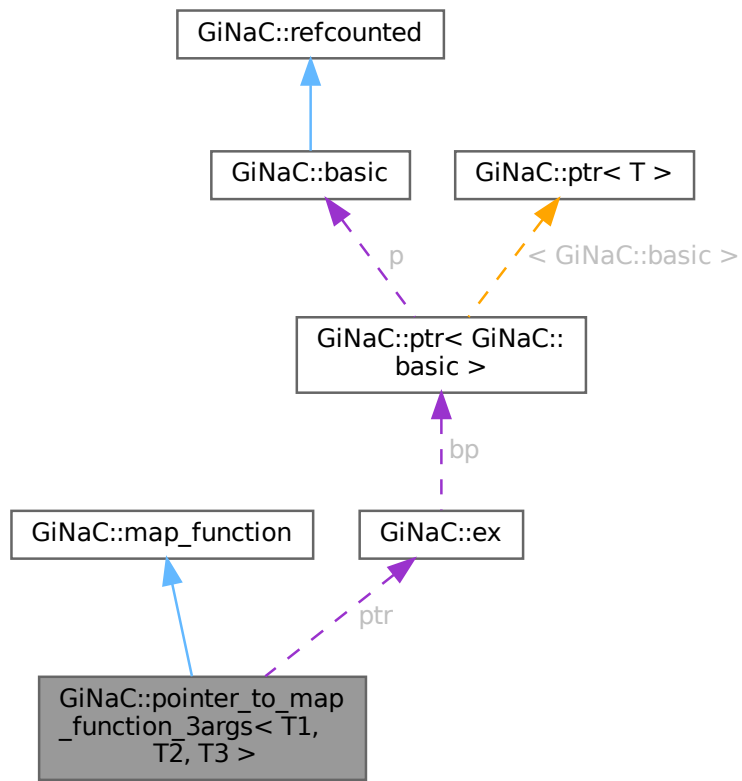 GiNaC::refcounted
GiNaC::basic
GiNaC::ptr< T >
p
< GiNaC::basic >
GiNaC::ptr< GiNaC::
basic >
bp
GiNaC::map_function
GiNaC::ex
ptr
GiNaC::pointer_to_map
_function_3args< T1,
T2, T3 >